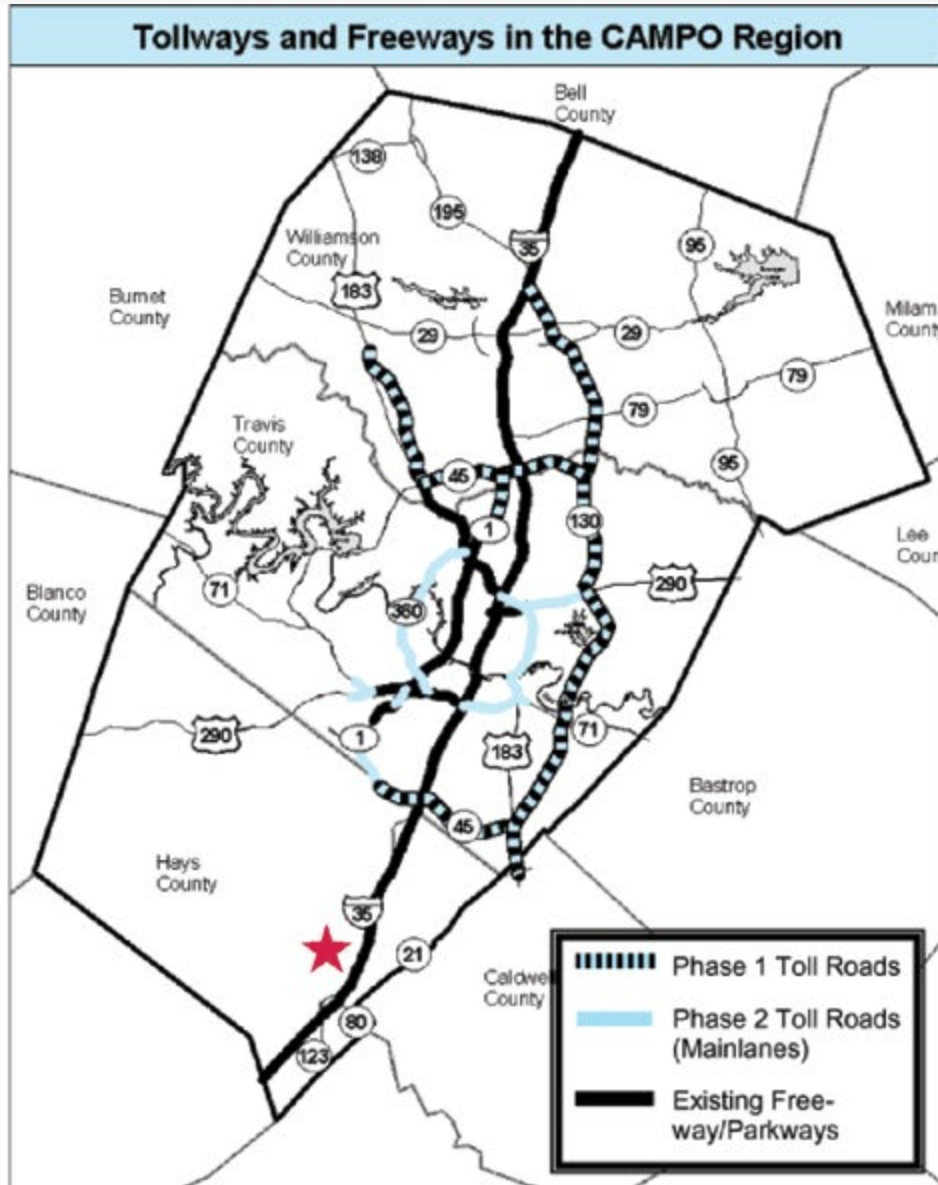 Tollways and Freeways in the CAMPO Region
Bell
County
138
195
35
95
Williamson
County
183
Burnet
County
Milam
County
29
29
79
79
Travis
County
45
95
1
130
Lee
Coun
290
Blanco
County
71
360
290
1
71
183
Bastrop
County
45
Hays
County
35
21
Caldwell
County
80
123
Phase 1 Toll Roads
Phase 2 Toll Roads
(Mainlanes)
Existing Free-
way/Parkways